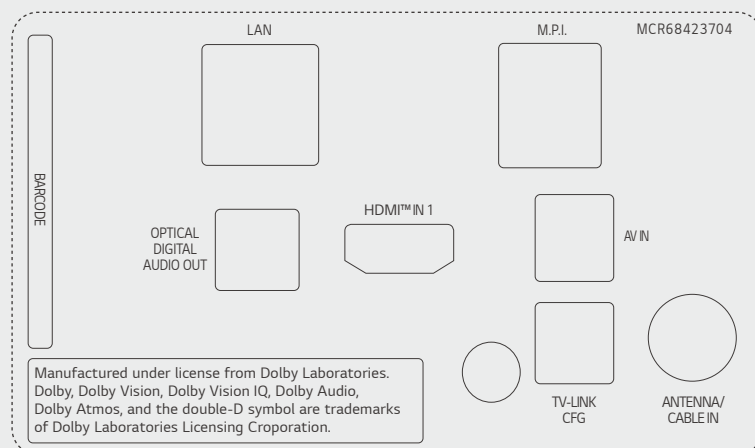 LAN
M.P.I.
MCR68423704
BARCODE
OPTICAL
DIGITAL
AUDIO OUT
HDMI™ IN 1
AV IN
TV-LINK
CFG
ANTENNA/
CABLE IN
Manufactured under license from Dolby Laboratories.
Dolby, Dolby Vision, Dolby Vision IQ, Dolby Audio,
Dolby Atmos, and the double-D symbol are trademarks
of Dolby Laboratories Licensing Croporation.